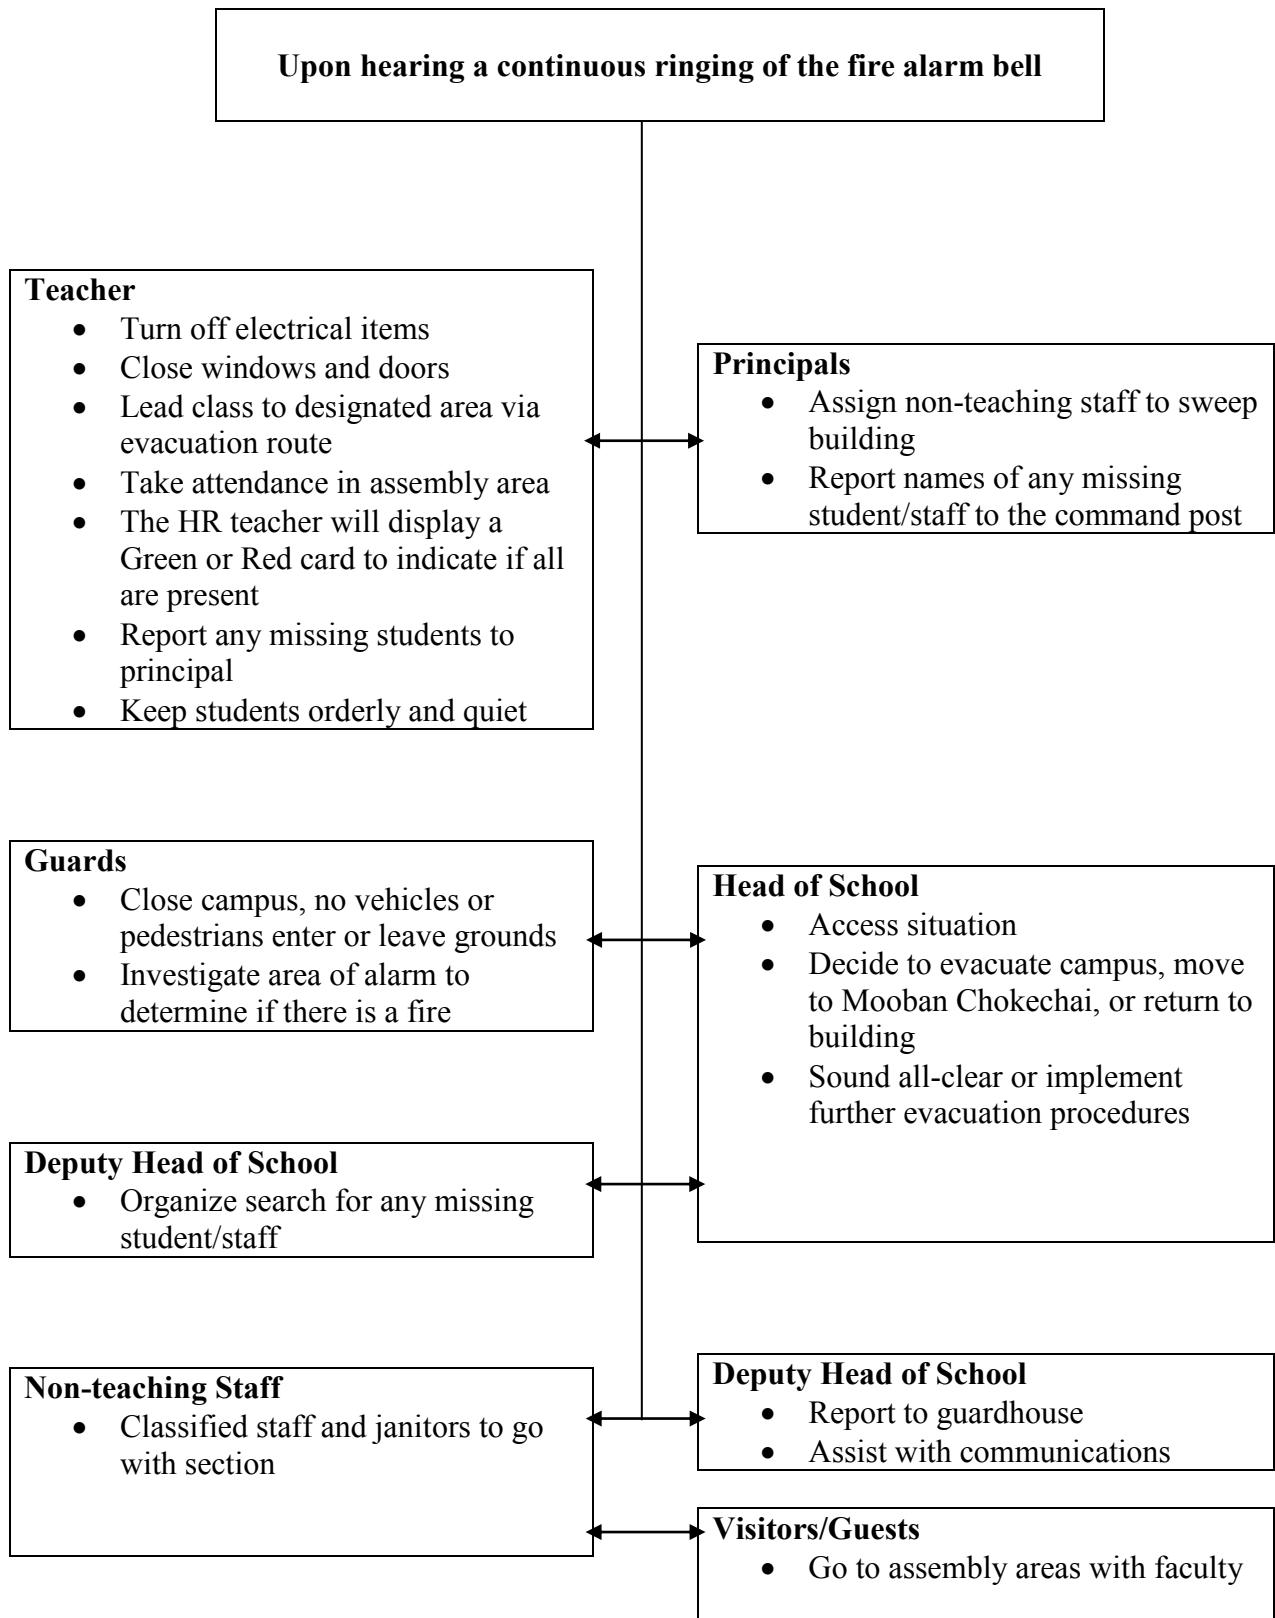 Upon hearing a continuous ringing of the fire alarm bell
Teacher
• Turn off electrical items
• Close windows and doors
• Lead class to designated area via
evacuation route
• Take attendance in assembly area
• The HR teacher will display a
Green or Red card to indicate if all
are present
• Report any missing students to
principal
• Keep students orderly and quiet
Principals
• Assign non-teaching staff to sweep
building
• Report names of any missing
student/staff to the command post
Guards
• Close campus, no vehicles or
pedestrians enter or leave grounds
• Investigate area of alarm to
determine if there is a fire
Head of School
• Access situation
• Decide to evacuate campus, move
to Mooban Chokechai, or return to
building
• Sound all-clear or implement
further evacuation procedures
Deputy Head of School
• Organize search for any missing
student/staff
Non-teaching Staff
• Classified staff and janitors to go
with section
Deputy Head of School
• Report to guardhouse
• Assist with communications
Visitors/Guests
• Go to assembly areas with faculty